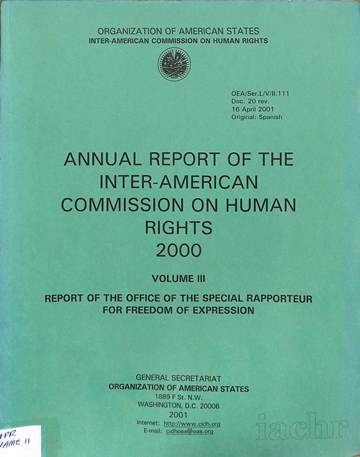 ORGANIZATION OF AMERICAN STATES
INTER-AMERICAN COMMISSION ON HUMAN RIGHTS
OEA/Ser.L/V/II.111
Doc. 20 rev.
16 April 2001
Original: Spanish
ANNUAL REPORT OF THE
INTER-AMERICAN
COMMISSION ON HUMAN
RIGHTS
2000
VOLUME III
REPORT OF THE OFFICE OF THE SPECIAL RAPPORTEUR
FOR FREEDOM OF EXPRESSION
GENERAL SECRETARIAT
ORGANIZATION OF AMERICAN STATES
1889 F St. N.W.
WASHINGTON, D.C. 20006
2001
Internet: http://www.cidh.org
E-mail: cidhoea@oas.org
iachr